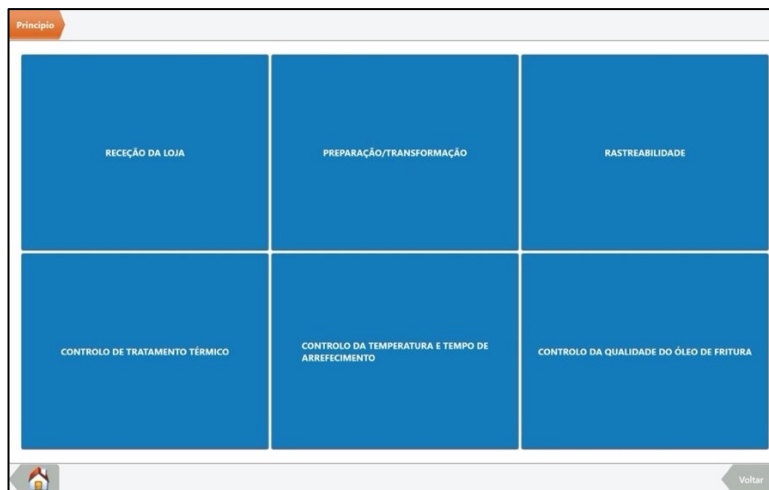 Princípio
RECEÇÃO DA LOJA
PREPARAÇÃO/TRANSFORMAÇÃO
RASTREABILIDADE
CONTROLO DE TRATAMENTO TÉRMICO
CONTROLO DA TEMPERATURA E TEMPO DE
ARREFECIMENTO
CONTROLO DA QUALIDADE DO ÓLEO DE FRITURA
Voltar